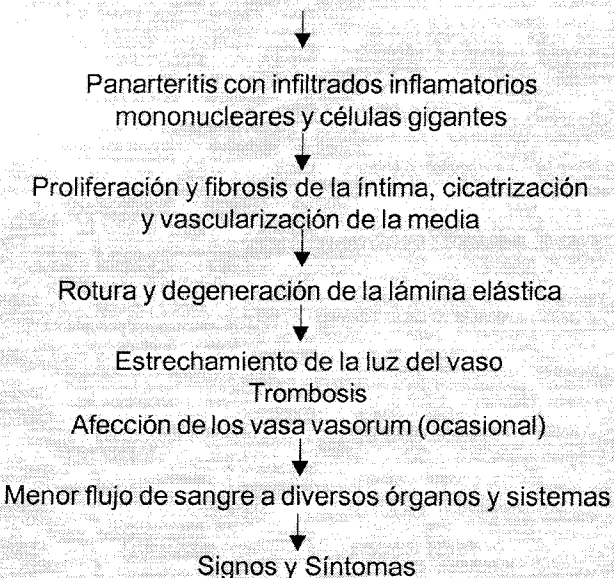 Panarteritis con infiltrados inflamatorios
mononucleares y células gigantes
Proliferación y fibrosis de la íntima, cicatrización
y vascularización de la media
Rotura y degeneración de la lámina elástica
Estrechamiento de la luz del vaso
Trombosis
Afección de los vasa vasorum (ocasional)
Menor flujo de sangre a diversos órganos y sistemas
Signos y Síntomas